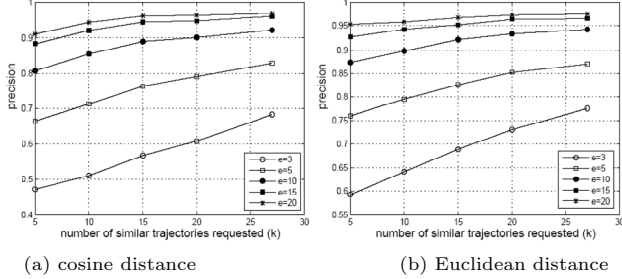 1
0.9
0.8
0.7
0.6
0.5
0.4
precision
5
10
15
20
25
30
number of similar trajectories requested (k)
e=3
e=5
e=10
e=15
e=20
(a) cosine distance
1
0.95
0.9
0.85
0.8
0.75
0.7
0.65
0.6
0.55
precision
5
10
15
20
25
30
number of similar trajectories requested (k)
e=3
e=5
e=10
e=15
e=20
(b) Euclidean distance